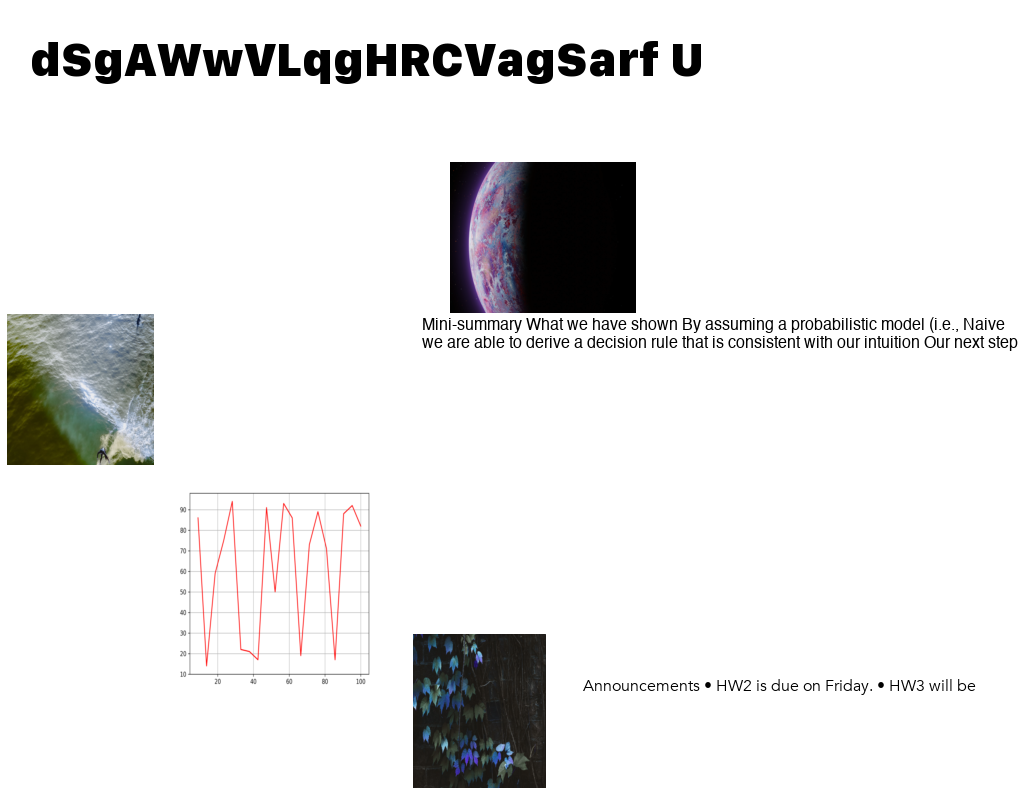 dSgAWwVLqgHRCVagSarf U
Mini-summary What we have shown By assuming a probabilistic model (i.e., Naive
we are able to derive a decision rule that is consistent with our intuition Our next step
90
80
70
60
50
40
30
20
10
20 40 60 80 100
Announcements • HW2 is due on Friday. • HW3 will be